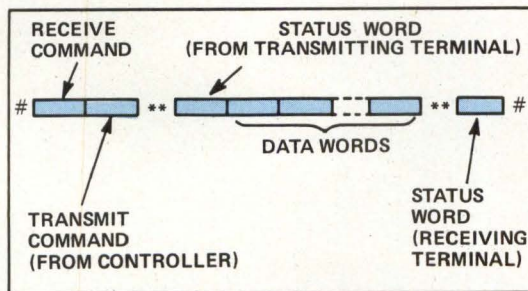 RECEIVE
COMMAND
STATUS WORD
(FROM TRANSMITTING TERMINAL)
# ** ** #
DATA WORDS
TRANSMIT
COMMAND
(FROM CONTROLLER)
STATUS
WORD
(RECEIVING
TERMINAL)